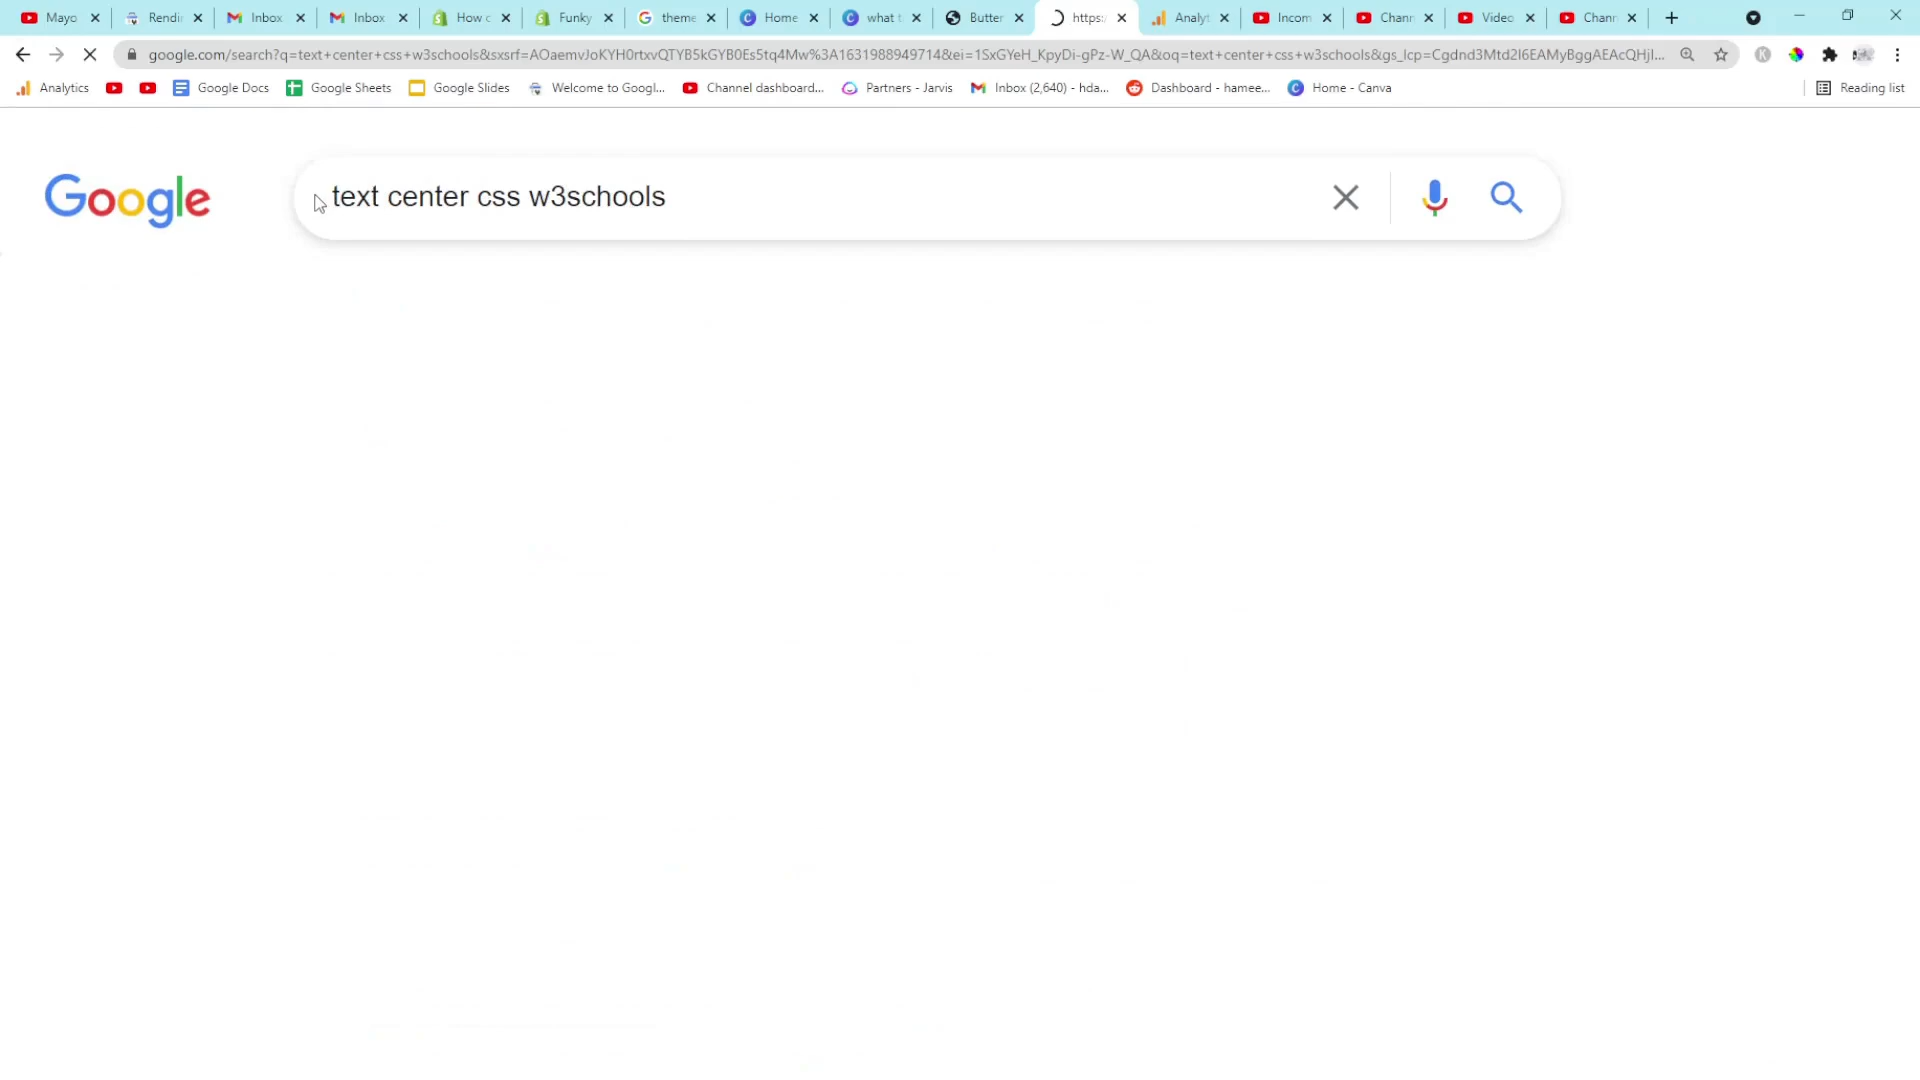 Mayo
Rendi
Inbox
Inbox
How c
Funky
theme
Home
what t
Butter
https:/
Analyt
Incom
Chann
Video
Chann
google.com/search?q=text+center+css+w3schools&sxsrf=AOaemvJoKYH0rtxvQTYB5kGYB0Es5tq4Mw%3A1631988949714&ei=1SxGYeH_KpyDi-gPz-W_QA&oq=text+center+css+w3schools&gs_lcp=Cgdnd3Mtd2l6EAMyBggAEAcQHjI...
K
Analytics
Google Docs
Google Sheets
Google Slides
Welcome to Googl...
Channel dashboard...
Partners - Jarvis
Inbox (2,640) - hda...
Dashboard - hamee...
Home - Canva
Reading list
Google
text center css w3schools